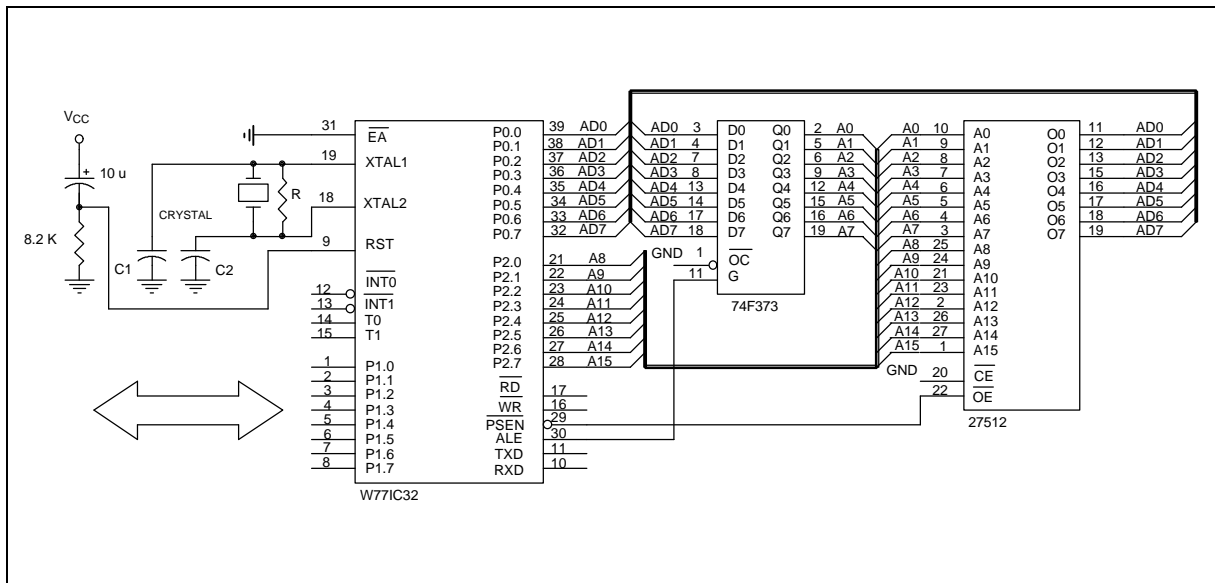 VCC
+
10 u
8.2 K
C1
CRYSTAL
C2
R
31 EA
19 XTAL1
18 XTAL2
9 RST
12 INT0
13 INT1
14 T0
15 T1
1 P1.0
2 P1.1
3 P1.2
4 P1.3
5 P1.4
6 P1.5
7 P1.6
8 P1.7
P0.0 39 AD0
P0.1 38 AD1
P0.2 37 AD2
P0.3 36 AD3
P0.4 35 AD4
P0.5 34 AD5
P0.6 33 AD6
P0.7 32 AD7
P2.0 21 A8
P2.1 22 A9
P2.2 23 A10
P2.3 24 A11
P2.4 25 A12
P2.5 26 A13
P2.6 27 A14
P2.7 28 A15
RD 17
WR 16
PSEN 29
ALE 30
TXD 11
RXD 10
W77IC32
AD0 3 D0 Q0 2 A0
AD1 4 D1 Q1 5 A1
AD2 7 D2 Q2 6 A2
AD3 8 D3 Q3 9 A3
AD4 13 D4 Q4 12 A4
AD5 14 D5 Q5 15 A5
AD6 17 D6 Q6 16 A6
AD7 18 D7 Q7 19 A7
GND 1 OC
11 G
74F373
A0 10 A0 O0 11 AD0
A1 9 A1 O1 12 AD1
A2 8 A2 O2 13 AD2
A3 7 A3 O3 15 AD3
A4 6 A4 O4 16 AD4
A5 5 A5 O5 17 AD5
A6 4 A6 O6 18 AD6
A7 3 A7 O7 19 AD7
A8 25 A8
A9 24 A9
A10 21 A10
A11 23 A11
A12 2 A12
A13 26 A13
A14 27 A14
A15 1 A15
GND 20 CE
22 OE
27512